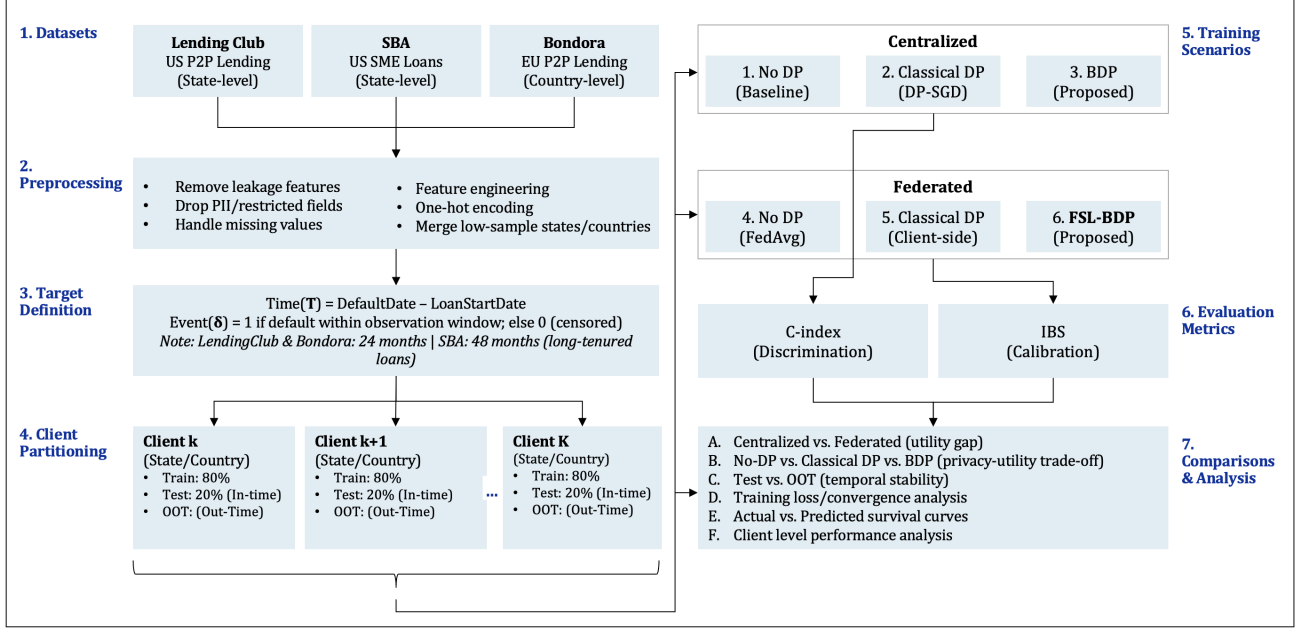 1. Datasets
Lending Club
US P2P Lending
(State-level)
SBA
US SME Loans
(State-level)
Bondora
EU P2P Lending
(Country-level)
2.
Preprocessing
• Remove leakage features
• Drop PII/restricted fields
• Handle missing values
• Feature engineering
• One-hot encoding
• Merge low-sample states/countries
3. Target
Definition
Time(T) = DefaultDate – LoanStartDate
Event(δ) = 1 if default within observation window; else 0 (censored)
Note: LendingClub & Bondora: 24 months | SBA: 48 months (long-tenured
loans)
4. Client
Partitioning
Client k
(State/Country)
• Train: 80%
• Test: 20% (In-time)
• OOT: (Out-Time)
Client k+1
(State/Country)
• Train: 80%
• Test: 20% (In-time)
• OOT: (Out-Time)
...
Client K
(State/Country)
• Train: 80%
• Test: 20% (In-time)
• OOT: (Out-Time)
5. Training
Scenarios
Centralized
1. No DP
(Baseline)
2. Classical DP
(DP-SGD)
3. BDP
(Proposed)
Federated
4. No DP
(FedAvg)
5. Classical DP
(Client-side)
6. FSL-BDP
(Proposed)
6. Evaluation
Metrics
C-index
(Discrimination)
IBS
(Calibration)
7.
Comparisons
& Analysis
A. Centralized vs. Federated (utility gap)
B. No-DP vs. Classical DP vs. BDP (privacy-utility trade-off)
C. Test vs. OOT (temporal stability)
D. Training loss/convergence analysis
E. Actual vs. Predicted survival curves
F. Client level performance analysis